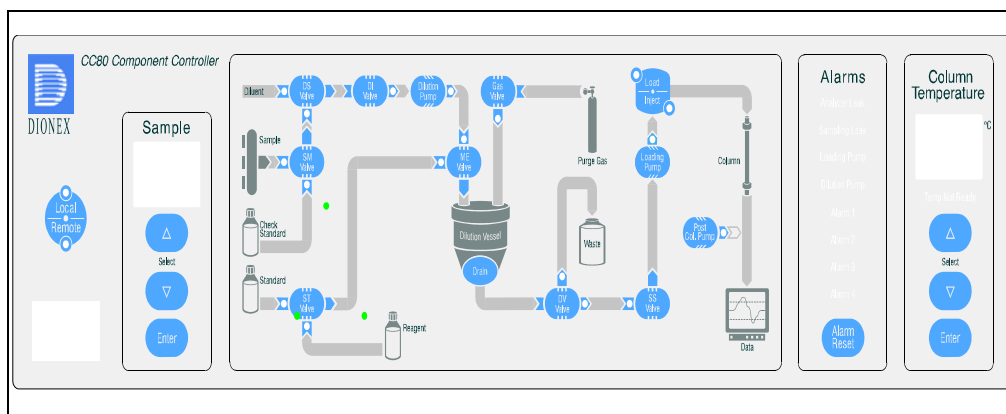 CC80 Component Controller
DIONEX
Local
Remote
Sample
Select
Enter
Diluent
DS
Valve
DI
Valve
Dilution
Pump
Gas
Valve
Load
Inject
Sample
SM
Valve
ME
Valve
Purge Gas
Loading
Pump
Column
Check
Standard
Dilution Vessel
Waste
Post
Col. Pump
Standard
Drain
ST
Valve
DV
Valve
SS
Valve
Reagent
Data
Alarms
Analyzer Leak
Sampling Leak
Loading Pump
Dilution Pump
Alarm 1
Alarm 2
Alarm 3
Alarm 4
Alarm
Reset
Column
Temperature
°C
Temp Not Ready
Select
Enter